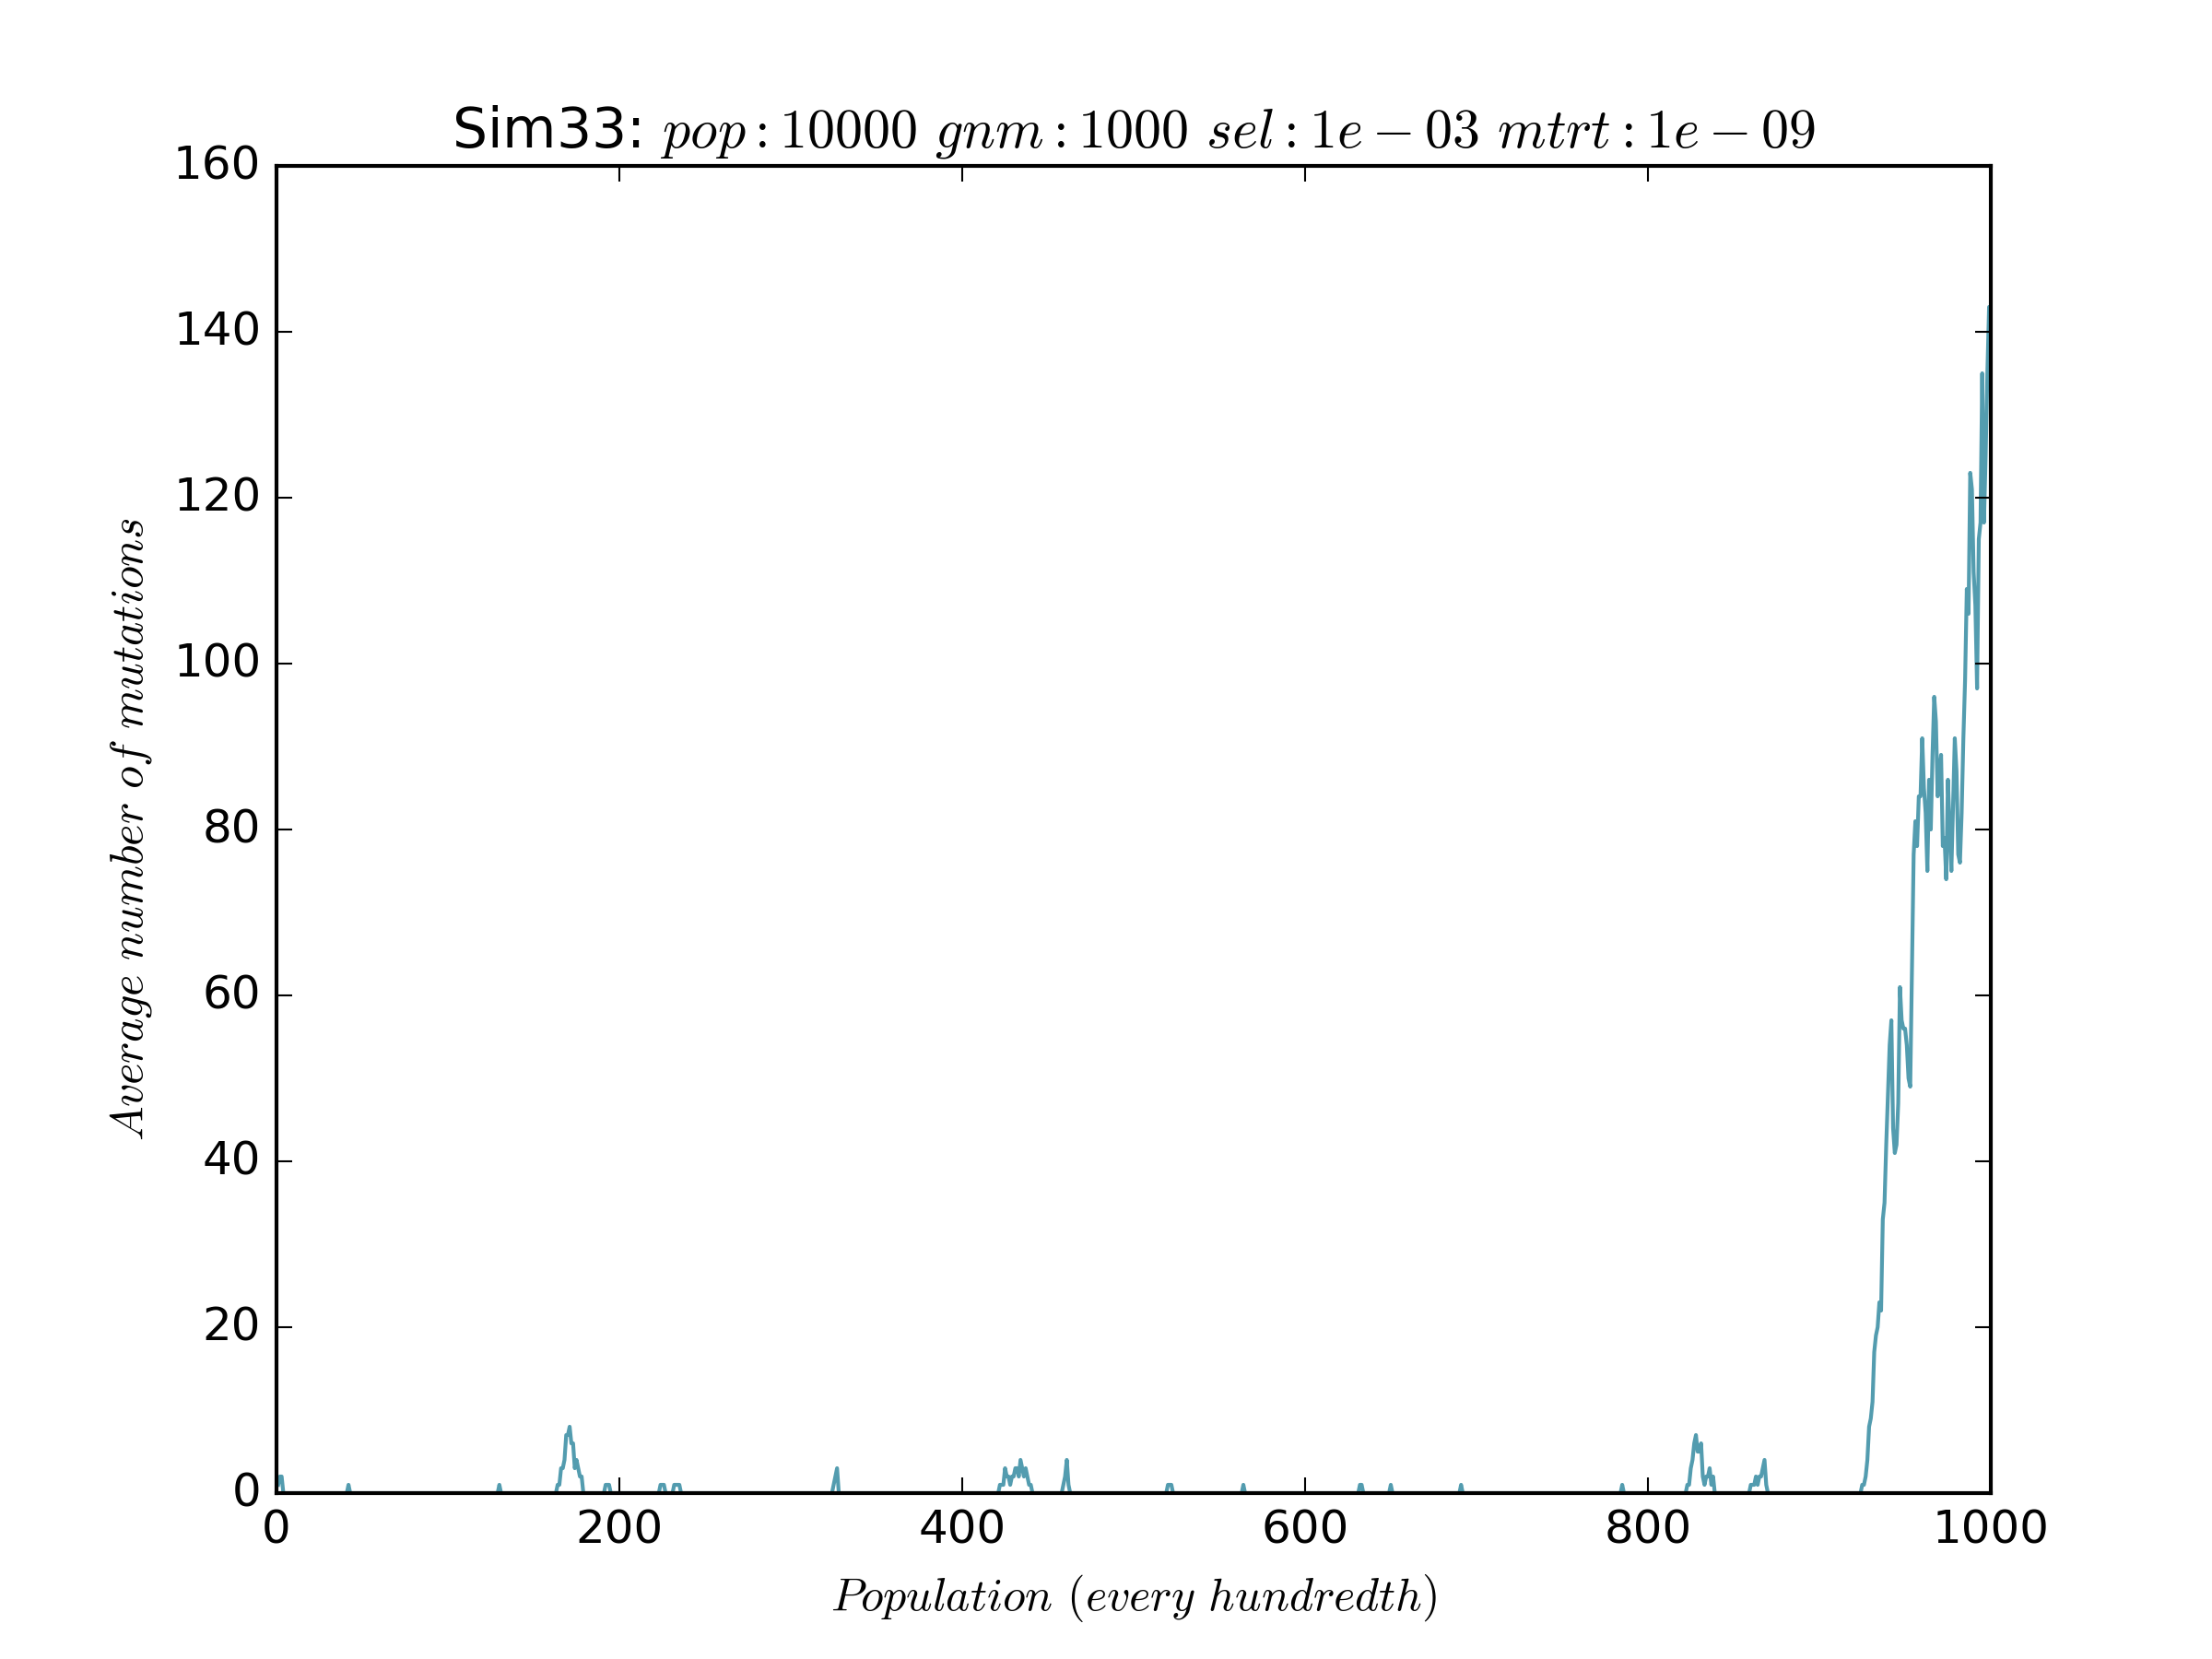 Sim33: pop : 10000 gnm : 1000 sel : 1e − 03 mtrt : 1e − 09
160
140
120
100
80
60
40
20
0
Average number of mutations
0 200 400 600 800 1000
Population (every hundredth)